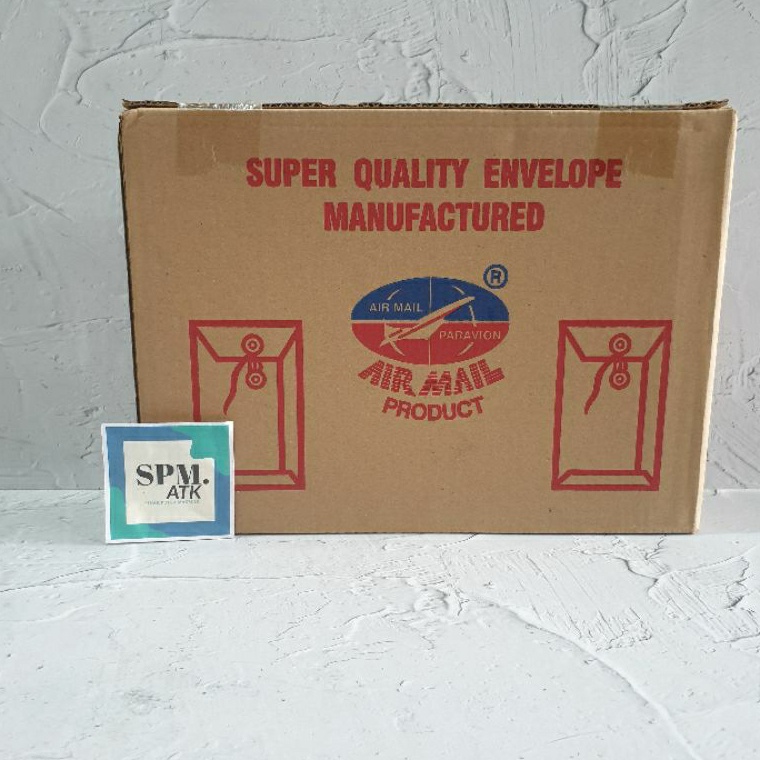 SUPER QUALITY ENVELOPE
MANUFACTURED
®
AIR MAIL
PARAVION
AIR MAIL
PRODUCT
SPM.
ATK